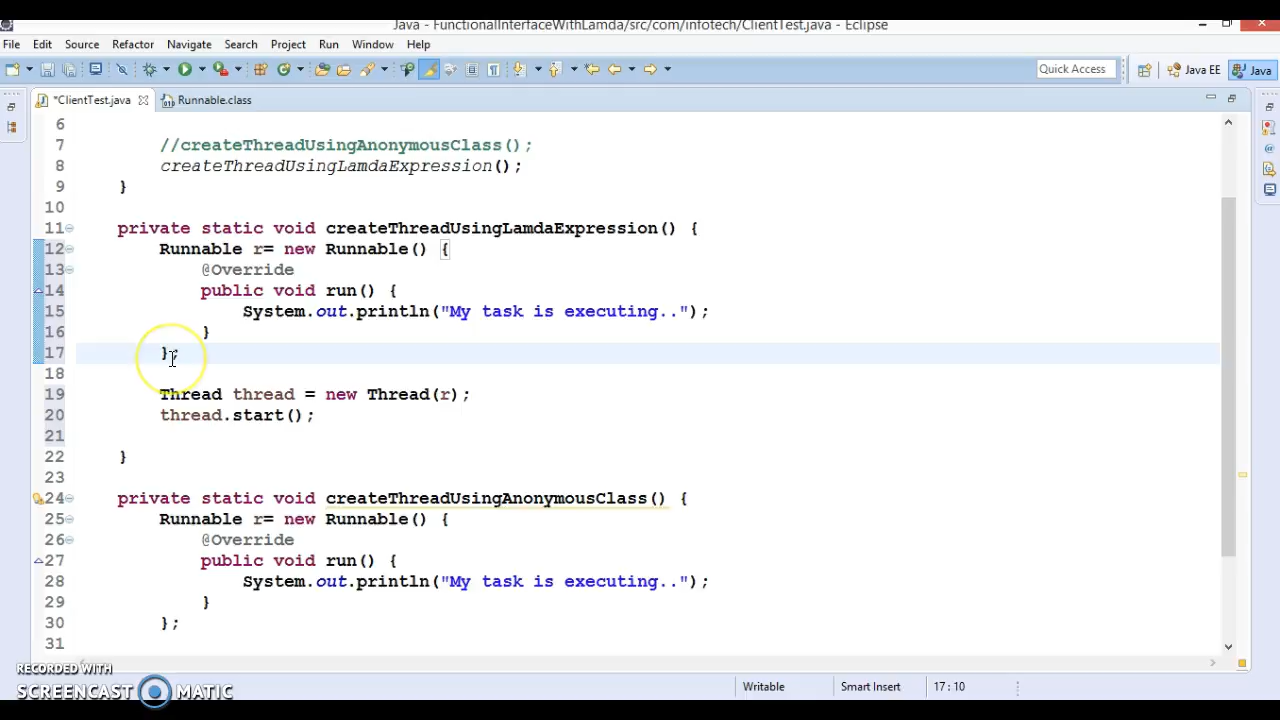 Java - FunctionalInterfaceWithLamda/src/com/infotech/ClientTest.java - Eclipse
File Edit Source Refactor Navigate Search Project Run Window Help
Quick Access Java EE Java
*ClientTest.java Runnable.class
6
7 //createThreadUsingAnonymousClass();
8 createThreadUsingLamdaExpression();
9 }
10
11 private static void createThreadUsingLamdaExpression() {
12 Runnable r= new Runnable() {
13 @Override
14 public void run() {
15 System.out.println("My task is executing..");
16 }
17 };
18
19 Thread thread = new Thread(r);
20 thread.start();
21
22 }
23
24 private static void createThreadUsingAnonymousClass() {
25 Runnable r= new Runnable() {
26 @Override
27 public void run() {
28 System.out.println("My task is executing..");
29 }
30 };
31
RECORDED WITH
SCREENCAST MATIC
Writable Smart Insert 17 : 10